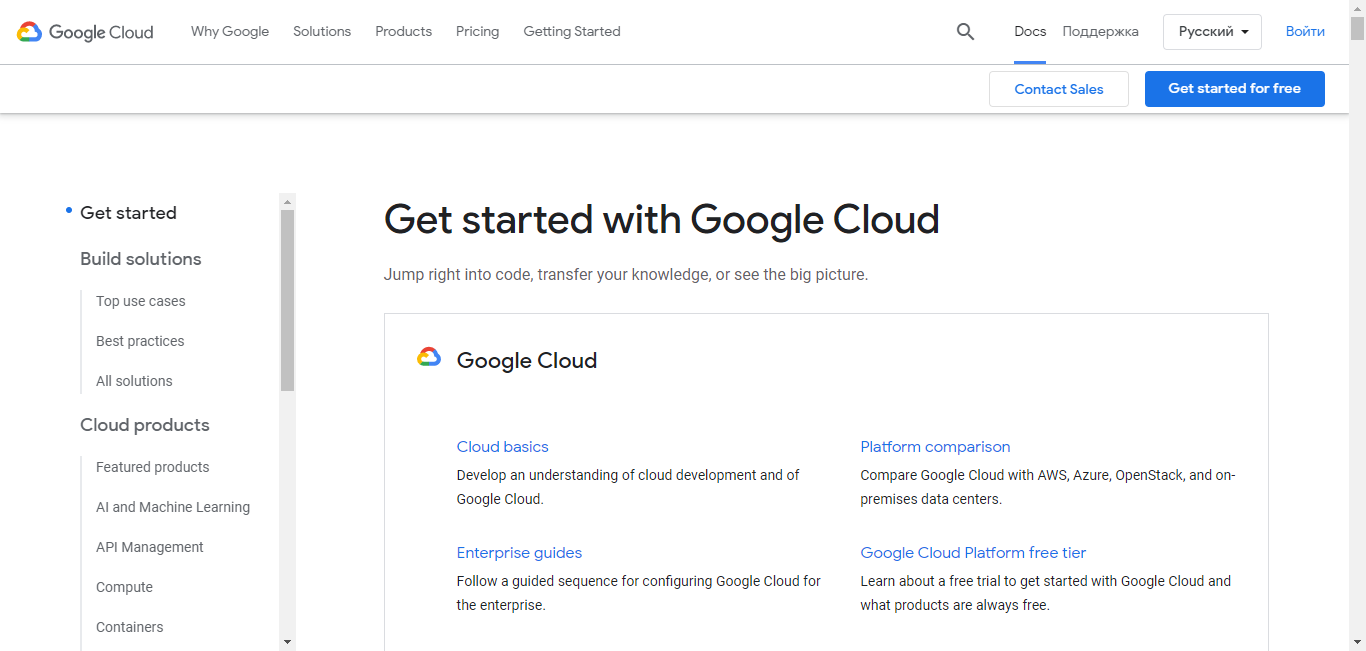 Google Cloud
Why Google
Solutions
Products
Pricing
Getting Started
Docs
Поддержка
Русский
Войти
Contact Sales
Get started for free
Get started
Build solutions
Top use cases
Best practices
All solutions
Cloud products
Featured products
AI and Machine Learning
API Management
Compute
Containers
Get started with Google Cloud
Jump right into code, transfer your knowledge, or see the big picture.
Google Cloud
Cloud basics
Develop an understanding of cloud development and of
Google Cloud.
Platform comparison
Compare Google Cloud with AWS, Azure, OpenStack, and on-
premises data centers.
Enterprise guides
Follow a guided sequence for configuring Google Cloud for
the enterprise.
Google Cloud Platform free tier
Learn about a free trial to get started with Google Cloud and
what products are always free.